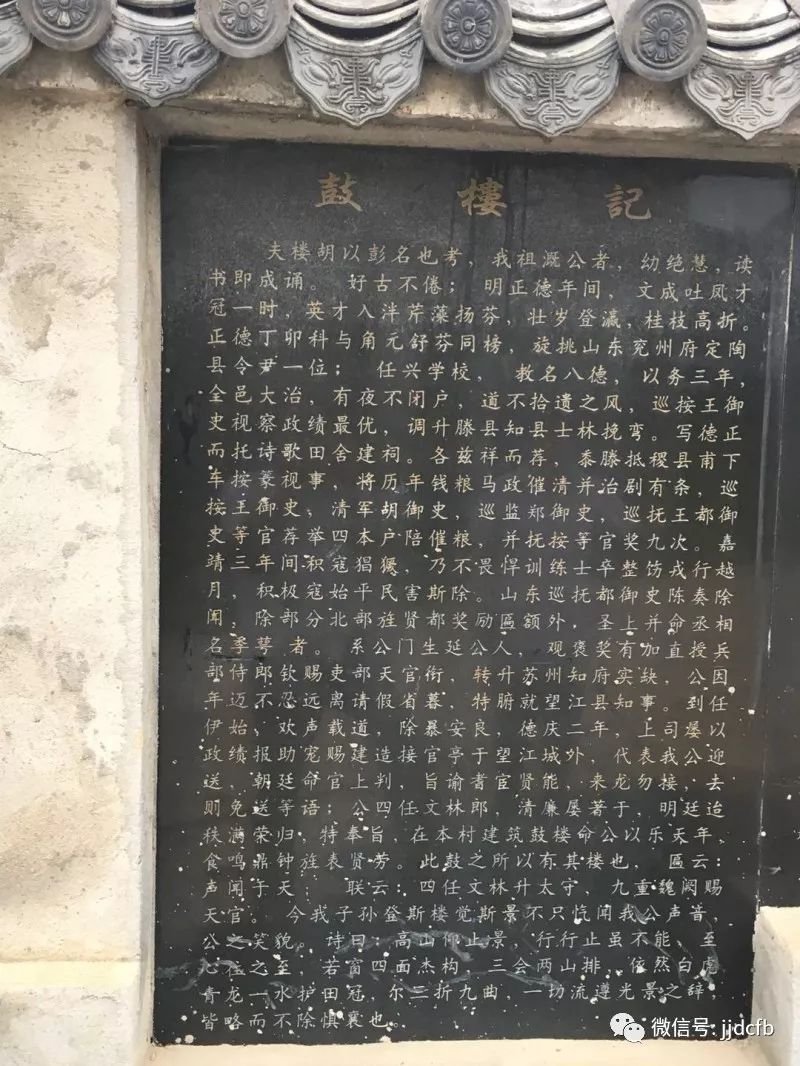 鼓樓記
夫楼胡以彭名也考,我祖溉公者,幼绝慧,读
书即成诵。好古不倦;明正德年间,文成吐凤才
冠一时,英才入泮芹藻扬芬,壮岁登瀛,桂枝高折。
正德丁卯科与角元舒芬同榜,旋挑山东兖州府定陶
县令尹一位;任兴学校,教名八德,以务三年,
全邑大治,有夜不闭户,道不拾遗之风,巡按王御
史视察政绩最优,调升滕县知县士林挽弯。写德正
而托诗歌田舍建祠。各兹祥而荐,黍滕抵稷县甫下
车按篆视事,将历年钱粮马政催清并治剧有条,巡
按王御史;清军胡御史,巡监郑御史,巡抚王都御
史等官荐举四本户陪催粮,并抚按等官奖九次。嘉
靖三年间积寇猖獗,乃不畏悍训练士卒整饬戎行越
月,积极寇始平民害斯除。山东巡抚都御史陈奏除
闻,除部分北部旌贤都奖励區额外,圣上并命丞相
名季萼者。系公门生延公人,观褒奖有加直授兵
部侍郎钦赐吏部天官衔,转升苏州知府实缺,公因
年迈不忍远离请假省暮,特腑就望江县知事。到任
伊始,欢声载道,除暴安良,德庆二年,上司屡以
政绩报助宠赐建造接官亭于望江城外,代表我公迎
送,朝廷命官上判,旨谕耆宦贤能,来龙勿接,去
则免送等语;公四任文林郎,清廉屡著于,明廷迨
秩满荣归,特奉旨,在本村建筑鼓楼命公以乐天年,
食鸣鼎钟旌表贤劳。此鼓之所以有其楼也,區云:
声闻于天;联云:四任文林升太守,九重魏阙赐
天官。今我子孙登斯楼觉斯景不只恍闻我公声音,
公之笑貌。诗曰,高山仰止景,行行止虽不能,至
心往之至,若窗四面杰构,三会两山排,依然白虎
青龙一水护田冠,尔三折九曲,一切流遵光景之辞,
皆略而不除惧襄也。
微信号: jjdcfb